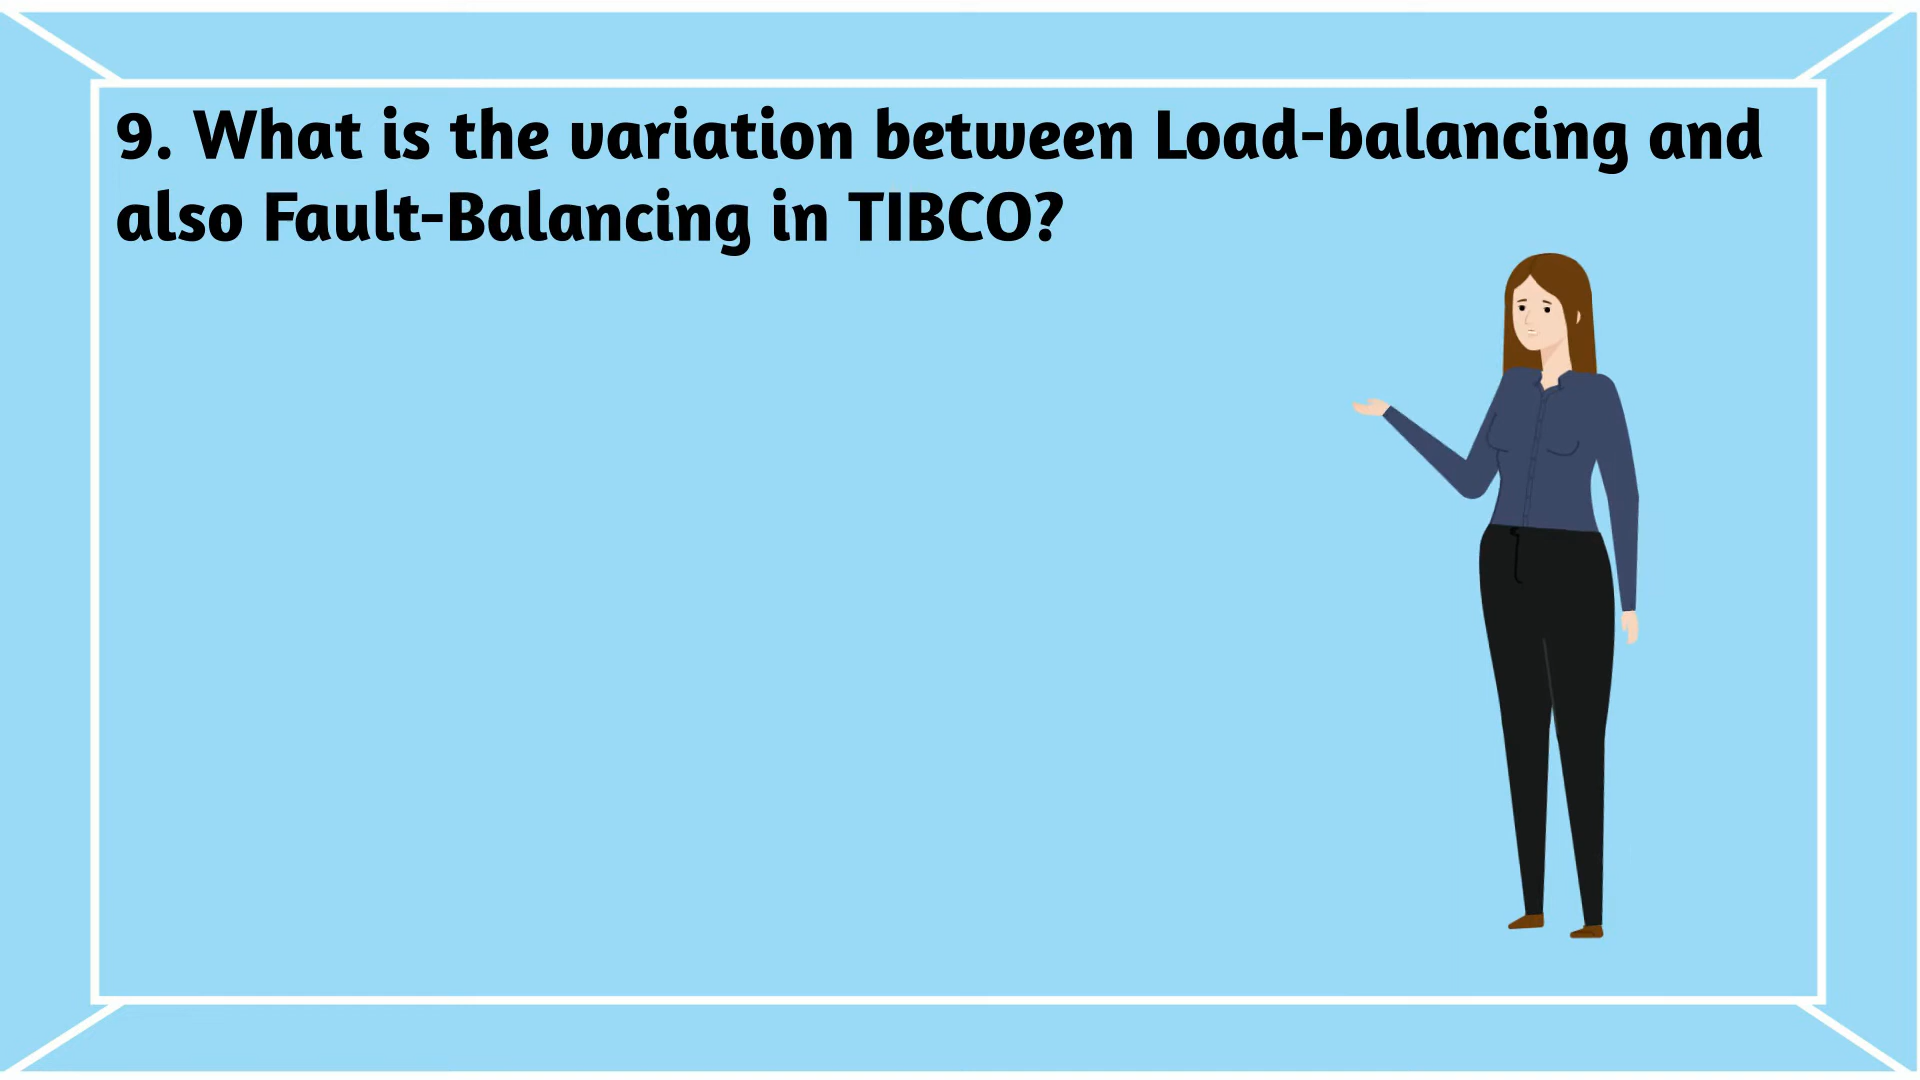 9. What is the variation between Load-balancing and
also Fault-Balancing in TIBCO?